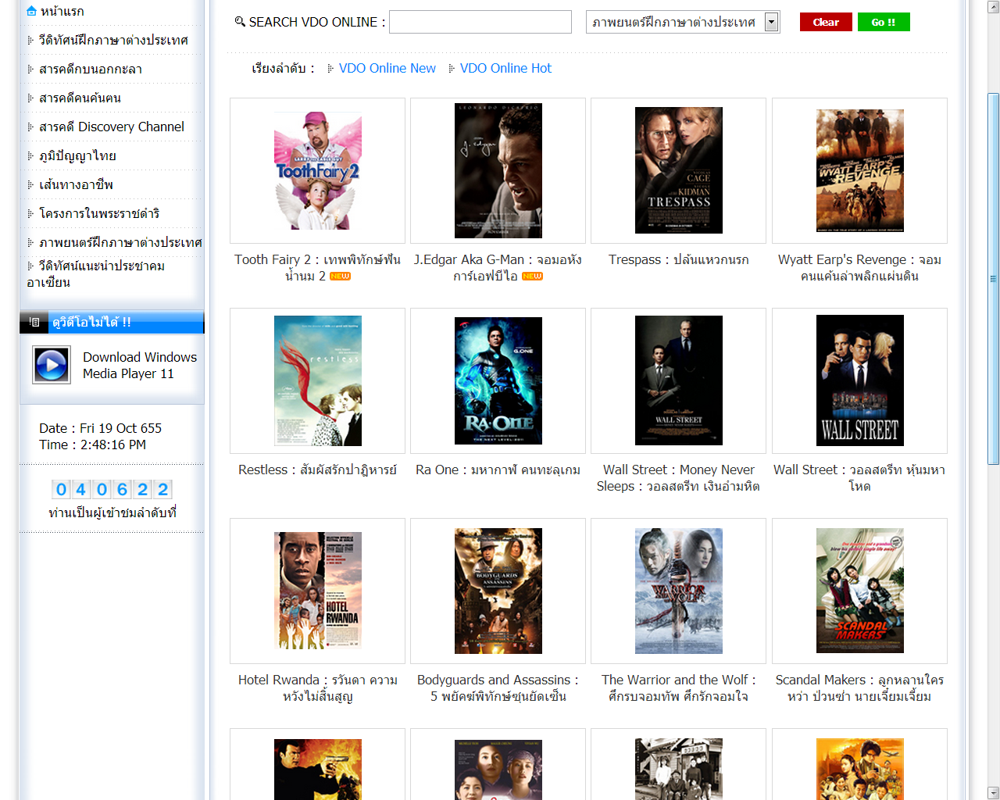 หน้าแรก
วีดิทัศน์ฝึกภาษาต่างประเทศ
สารคดีกบนอกกะลา
สารคดีคนค้นฅน
สารคดี Discovery Channel
ภูมิปัญญาไทย
เส้นทางอาชีพ
โครงการในพระราชดำริ
ภาพยนตร์ฝึกภาษาต่างประเทศ
วีดิทัศน์แนะนำประชาคม
อาเซียน
ดูวิดีโอไม่ได้ !!
Download Windows
Media Player 11
Date : Fri 19 Oct 655
Time : 2:48:16 PM
040622
ท่านเป็นผู้เข้าชมลำดับที่
SEARCH VDO ONLINE :
ภาพยนตร์ฝึกภาษาต่างประเทศ
Clear
Go !!
เรียงลำดับ : VDO Online New VDO Online Hot
Tooth Fairy 2
LEONARDO DICAPRIO
J. Edgar
NICOLAS
CAGE
NICOLE
KIDMAN
TRESPASS
WYATT EARP'S
REVENGE
Tooth Fairy 2 : เทพพิทักษ์ฟัน
น้ำนม 2 NEW
J.Edgar Aka G-Man : จอมอหัง
การ์เอฟบีไอ NEW
Trespass : ปล้นแหวกนรก
Wyatt Earp's Revenge : จอม
คนแค้นล่าพลิกแผ่นดิน
restless
G.ONE
RA.ONE
THE NEXT LEVEL-2011
WALL STREET
MONEY NEVER SLEEPS
WALL STREET
Restless : สัมผัสรักปาฏิหารย์
Ra One : มหากาฬ คนทะลุเกม
Wall Street : Money Never
Sleeps : วอลสตรีท เงินอำมหิต
Wall Street : วอลสตรีท หุ้นมหา
โหด
HOTEL
RWANDA
BODYGUARDS
ASSASSINS
WARRIOR
WOLF
SCANDAL
MAKERS
Hotel Rwanda : รวันดา ความ
หวังไม่สิ้นสูญ
Bodyguards and Assassins :
5 พยัคฆ์พิทักษ์ซุนยัดเซ็น
The Warrior and the Wolf :
ศึกรบจอมทัพ ศึกรักจอมใจ
Scandal Makers : ลูกหลานใคร
หว่า ป่วนซ่า นายเจี๋ยมเจี้ยม